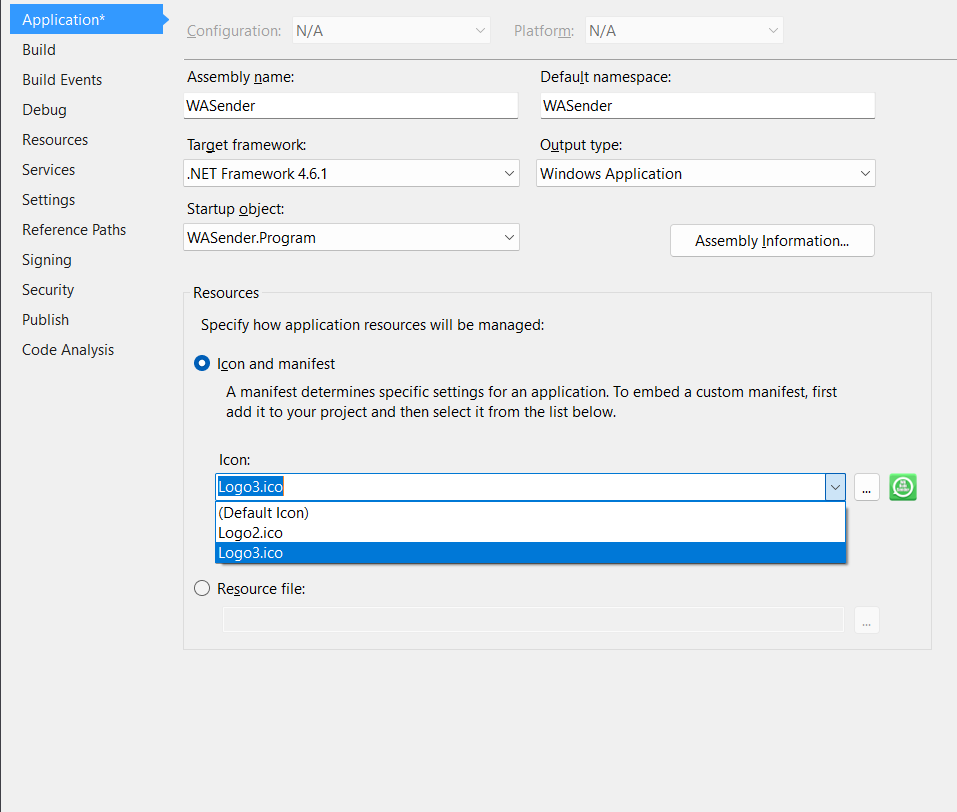 Application*
Build
Build Events
Debug
Resources
Services
Settings
Reference Paths
Signing
Security
Publish
Code Analysis
Configuration: N/A Platform: N/A
Assembly name: Default namespace:
WASender WASender
Target framework: Output type:
.NET Framework 4.6.1 Windows Application
Startup object:
WASender.Program Assembly Information...
Resources
Specify how application resources will be managed:
Icon and manifest
A manifest determines specific settings for an application. To embed a custom manifest, first
add it to your project and then select it from the list below.
Icon:
Logo3.ico ...
(Default Icon)
Logo2.ico
Logo3.ico
Resource file:
...